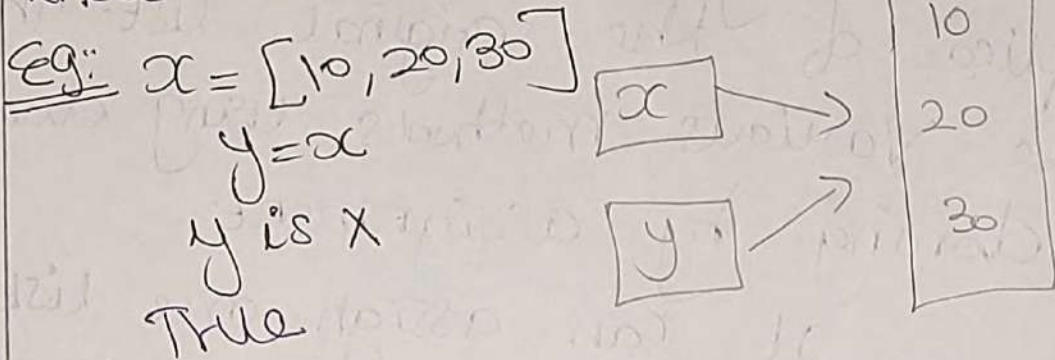 Eg:- x = [10, 20, 30]
y = x
y is x
True
x
y
10
20
30